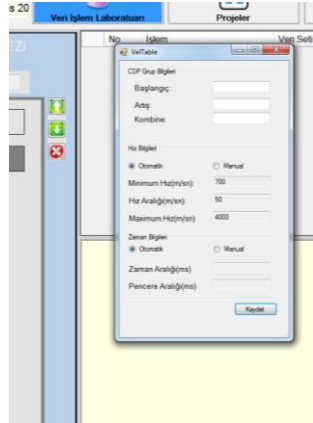 is 20
Veri İşlem Laboratuarı
Projeler
EZİ
No İşlem Veri Seti
VelTable
CDP Grup Bilgileri
Başlangıç :
Artış:
Kombine:
Hız Bilgileri
Otomatik Manual
Minimum Hız(m/sn): 700
Hız Aralığı(m/sn): 50
Maximum Hız(m/sn) 4000
Zaman Bilgileri
Otomatik Manual
Zaman Aralığı(ms)
Pencere Aralığı(ms)
Kaydet